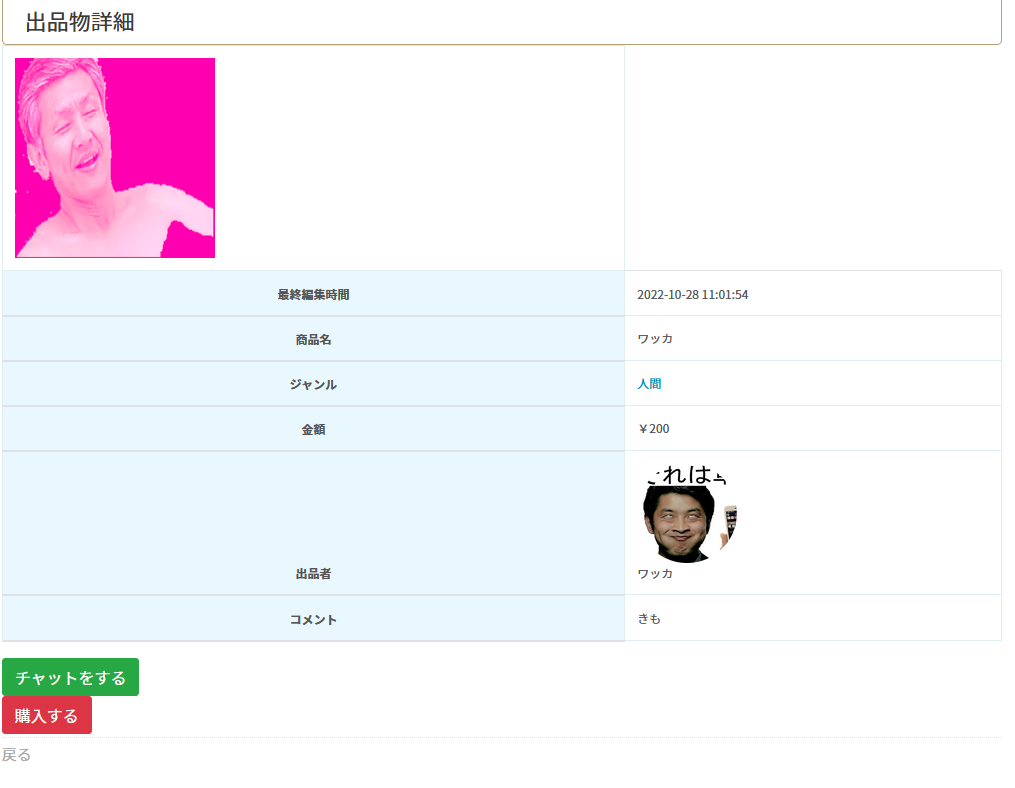 出品物詳細
最終編集時間 2022-10-28 11:01:54
商品名 ワッカ
ジャンル 人間
金額 ￥200
れは
出品者 ワッカ
コメント きも
チャットをする
購入する
戻る